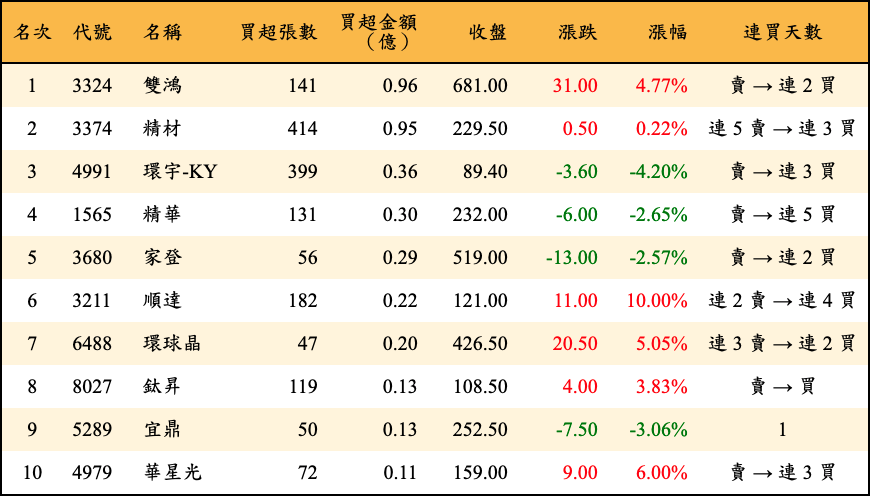 名次 代號 名稱 買超張數 買超金額（億） 收盤 漲跌 漲幅 連買天數
1 3324 雙鴻 141 0.96 681.00 31.00 4.77% 賣 → 連 2 買
2 3374 精材 414 0.95 229.50 0.50 0.22% 連 5 賣 → 連 3 買
3 4991 環宇-KY 399 0.36 89.40 -3.60 -4.20% 賣 → 連 3 買
4 1565 精華 131 0.30 232.00 -6.00 -2.65% 賣 → 連 5 買
5 3680 家登 56 0.29 519.00 -13.00 -2.57% 賣 → 連 2 買
6 3211 順達 182 0.22 121.00 11.00 10.00% 連 2 賣 → 連 4 買
7 6488 環球晶 47 0.20 426.50 20.50 5.05% 連 3 賣 → 連 2 買
8 8027 鈦昇 119 0.13 108.50 4.00 3.83% 賣 → 買
9 5289 宜鼎 50 0.13 252.50 -7.50 -3.06% 1
10 4979 華星光 72 0.11 159.00 9.00 6.00% 賣 → 連 3 買